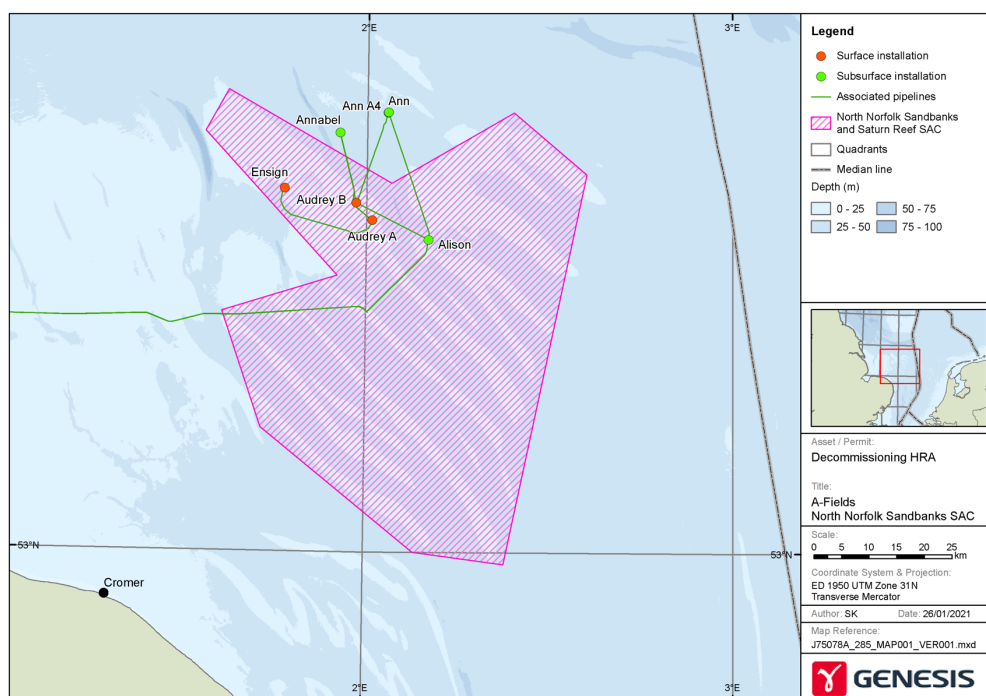 2°E
3°E
Ann A4
Ann
Annabel
Ensign
Audrey B
Audrey A
Alison
53°N
53°N
Cromer
2°E
3°E
Legend
Surface installation
Subsurface installation
Associated pipelines
North Norfolk Sandbanks
and Saturn Reef SAC
Quadrants
Median line
Depth (m)
0 - 25
50 - 75
25 - 50
75 - 100
Asset / Permit:
Decommissioning HRA
Title:
A-Fields
North Norfolk Sandbanks SAC
Scale:
0 5 10 15 20 25
km
Coordinate System & Projection:
ED 1950 UTM Zone 31N
Transverse Mercator
Author: SK Date: 26/01/2021
Map Reference:
J75078A_285_MAP001_VER001.mxd
GENESIS